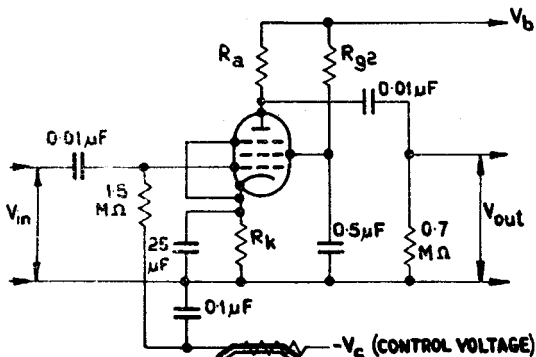 V_b
R_a
R_g2
0·01µF
0·01µF
V_in
1·5
MΩ
25
µF
R_k
0·5µF
0·7
MΩ
V_out
0·1µF
-V_c (CONTROL VOLTAGE)